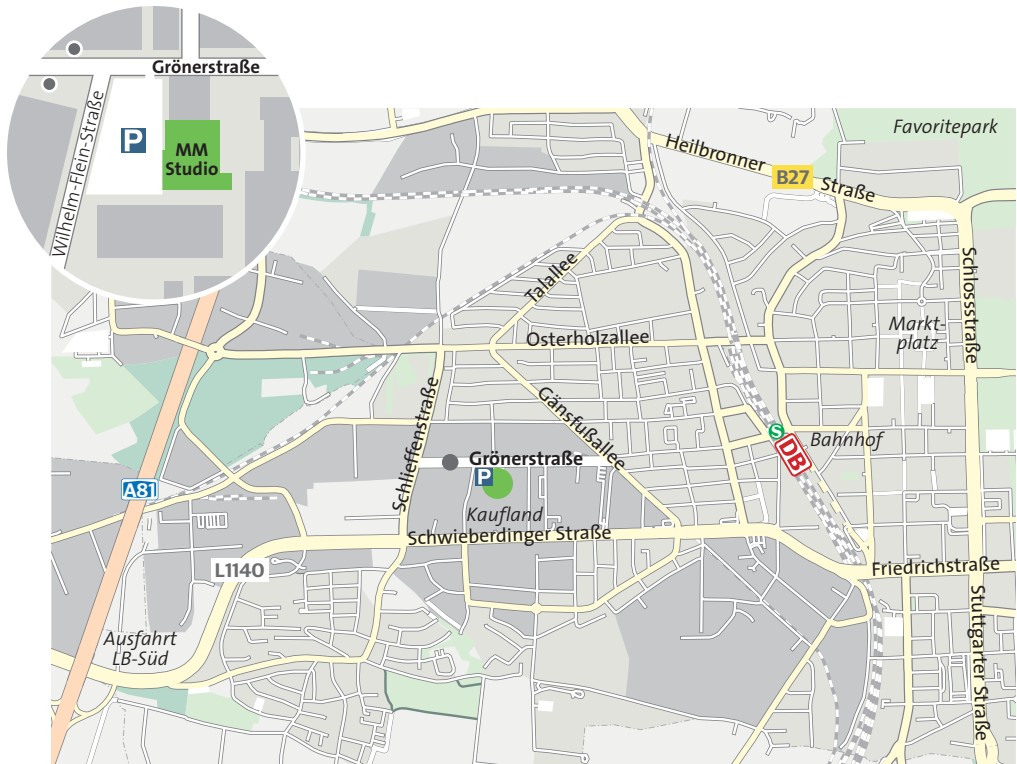 Grönerstraße
P
MM
Studio
Wilhelm-Flein-Straße
Favoritepark
Heilbronner
B27
Straße
Schlossstraße
Talallee
Osterholzallee
Markt-
platz
Schlieffenstraße
Gänsfußallee
S
DB
Bahnhof
Grönerstraße
P
A81
Kaufland
Schwieberdinger Straße
L1140
Friedrichstraße
Stuttgarter Straße
Ausfahrt
LB-Süd